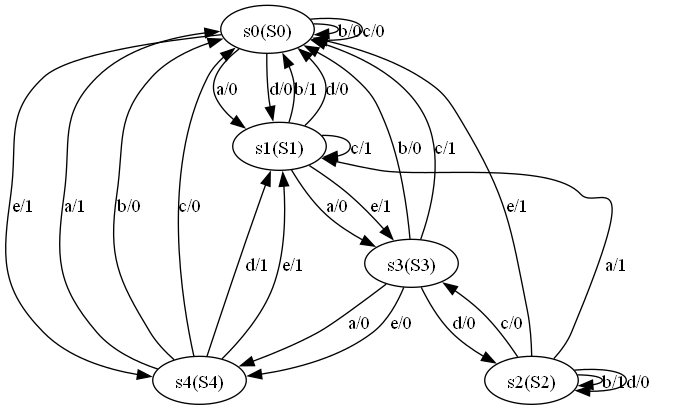 s0(S0)
b/0
c/0
a/0
d/0
b/1
d/0
s1(S1)
c/1
b/0
c/1
e/1
a/1
b/0
c/0
a/0
e/1
e/1
s3(S3)
d/1
e/1
a/1
a/0
e/0
d/0
c/0
s4(S4)
s2(S2)
b/1
d/0